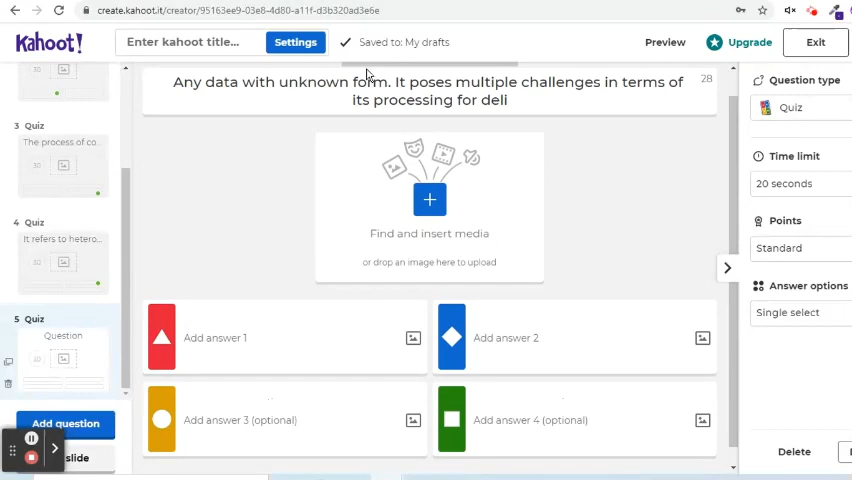 create.kahoot.it/creator/95163ee9-03e8-4d80-a11f-d3b320ad3e6e
Kahoot!
Enter kahoot title...
Settings
Saved to: My drafts
Preview
Upgrade
Exit
30
3 Quiz
The process of co...
30
4 Quiz
It refers to hetero...
30
5 Quiz
Question
20
Add question
slide
Any data with unknown form. It poses multiple challenges in terms of
its processing for deli
28
Find and insert media
or drop an image here to upload
Add answer 1
Add answer 2
Add answer 3 (optional)
Add answer 4 (optional)
Question type
Quiz
Time limit
20 seconds
Points
Standard
Answer options
Single select
Delete